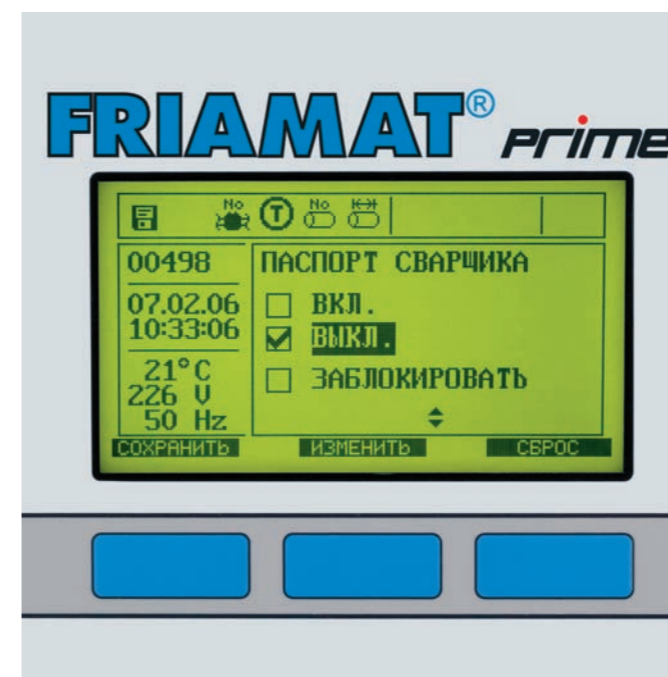 FRIAMAT® prime
No T No
00498
ПАСПОРТ СВАРЩИКА
07.02.06
10:33:06
ВКЛ.
ВЫКЛ.
21°C
226 V
50 Hz
ЗАБЛОКИРОВАТЬ
СОХРАНИТЬ ИЗМЕНИТЬ СБРОС